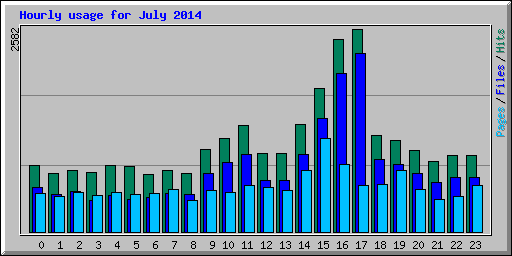 Hourly usage for July 2014
2582
Pages / Files / Hits
0 1 2 3 4 5 6 7 8 9 10 11 12 13 14 15 16 17 18 19 20 21 22 23